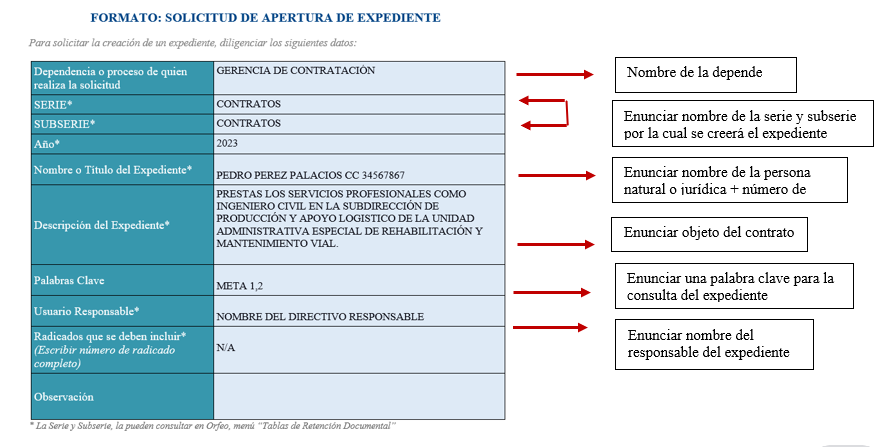 FORMATO: SOLICITUD DE APERTURA DE EXPEDIENTE
Para solicitar la creación de un expediente, diligenciar los siguientes datos:
Dependencia o proceso de quien
realiza la solicitud
GERENCIA DE CONTRATACIÓN
Nombre de la depende
SERIE*
CONTRATOS
SUBSERIE*
CONTRATOS
Enunciar nombre de la serie y subserie
por la cual se creerá el expediente
Año*
2023
Nombre o Título del Expediente*
PEDRO PEREZ PALACIOS CC 34567867
Enunciar nombre de la persona
natural o jurídica + número de
Descripción del Expediente*
PRESTAS LOS SERVICIOS PROFESIONALES COMO
INGENIERO CIVIL EN LA SUBDIRECCIÓN DE
PRODUCCIÓN Y APOYO LOGISTICO DE LA UNIDAD
ADMINISTRATIVA ESPECIAL DE REHABILITACIÓN Y
MANTENIMIENTO VIAL.
Enunciar objeto del contrato
Palabras Clave
META 1,2
Enunciar una palabra clave para la
consulta del expediente
Usuario Responsable*
NOMBRE DEL DIRECTIVO RESPONSABLE
Enunciar nombre del
responsable del expediente
Radicados que se deben incluir*
(Escribir número de radicado
completo)
N/A
Observación
* La Serie y Subserie, la pueden consultar en Orfeo, menú "Tablas de Retención Documental"